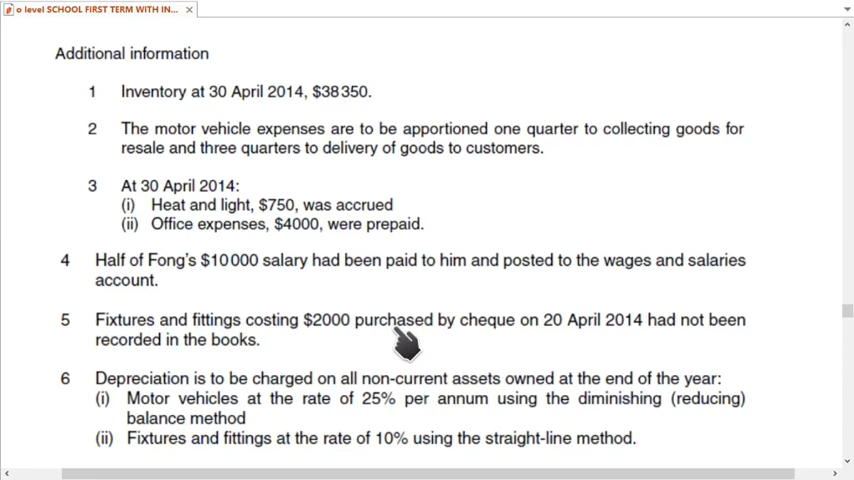 o level SCHOOL FIRST TERM WITH IN...
Additional information
1 Inventory at 30 April 2014, $38 350.
2 The motor vehicle expenses are to be apportioned one quarter to collecting goods for
resale and three quarters to delivery of goods to customers.
3 At 30 April 2014:
(i) Heat and light, $750, was accrued
(ii) Office expenses, $4000, were prepaid.
4 Half of Fong's $10 000 salary had been paid to him and posted to the wages and salaries
account.
5 Fixtures and fittings costing $2000 purchased by cheque on 20 April 2014 had not been
recorded in the books.
6 Depreciation is to be charged on all non-current assets owned at the end of the year:
(i) Motor vehicles at the rate of 25% per annum using the diminishing (reducing)
balance method
(ii) Fixtures and fittings at the rate of 10% using the straight-line method.